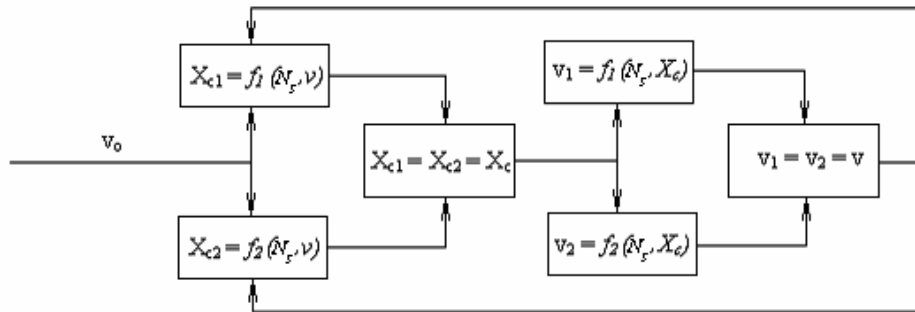 X_c1 = f_1 (N_s, v)
v_1 = f_1 (N_s, X_c)
v_o
X_c1 = X_c2 = X_c
v_1 = v_2 = v
X_c2 = f_2 (N_s, v)
v_2 = f_2 (N_s, X_c)